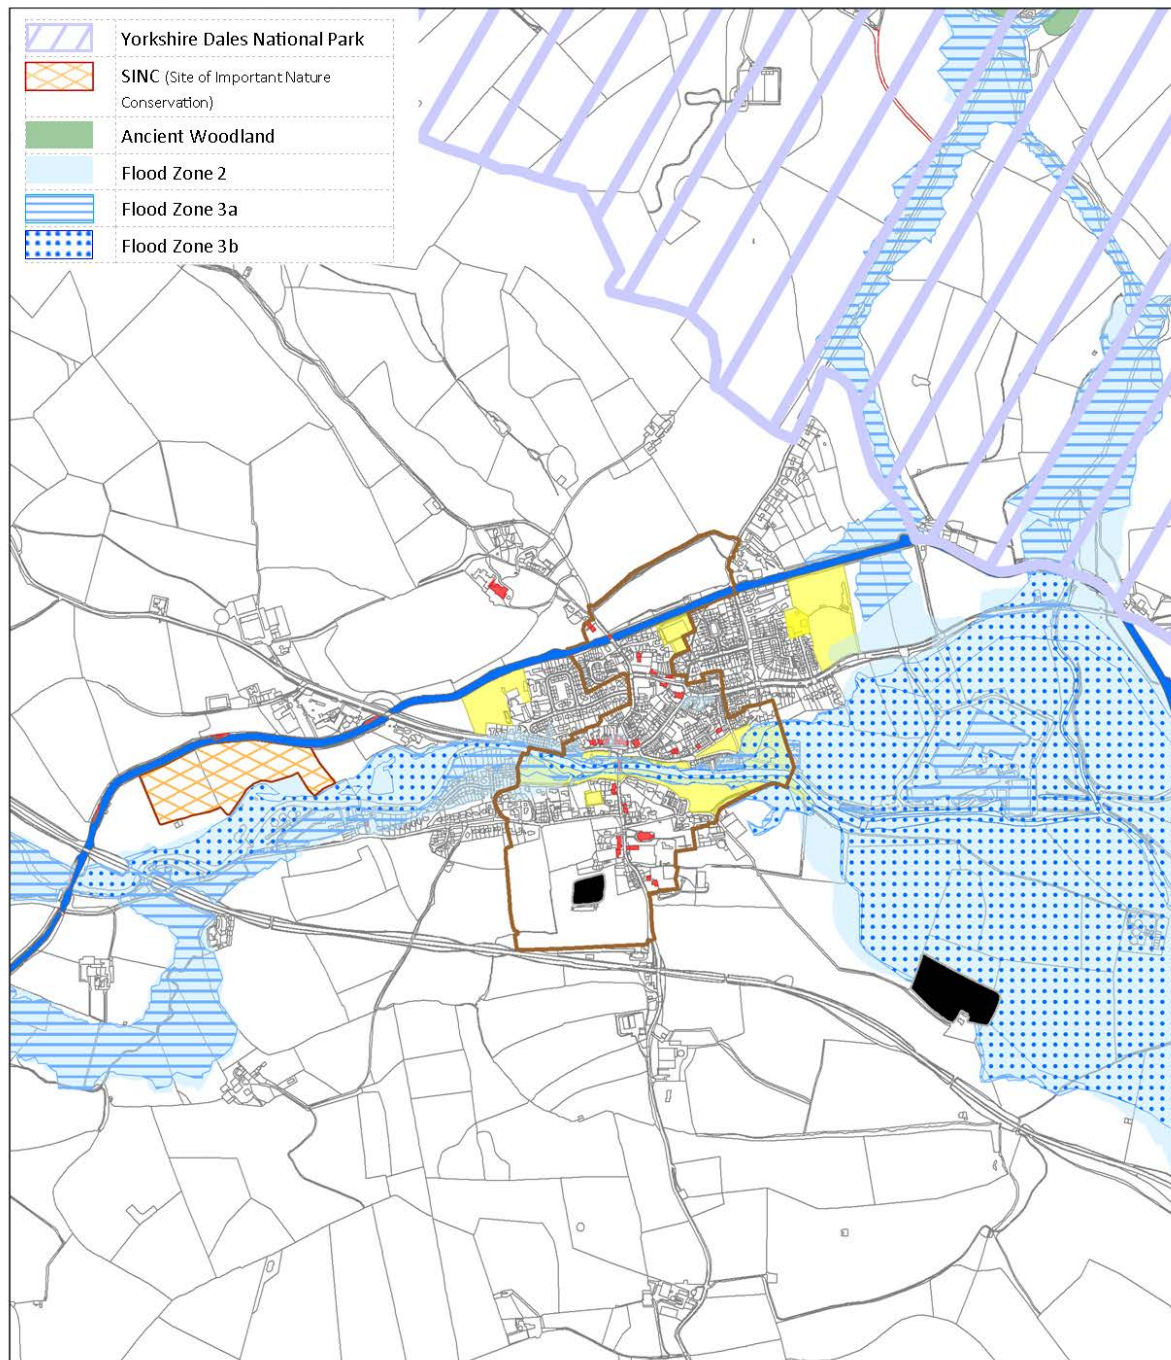 Yorkshire Dales National Park
SINC (Site of Important Nature
Conservation)
Ancient Woodland
Flood Zone 2
Flood Zone 3a
Flood Zone 3b